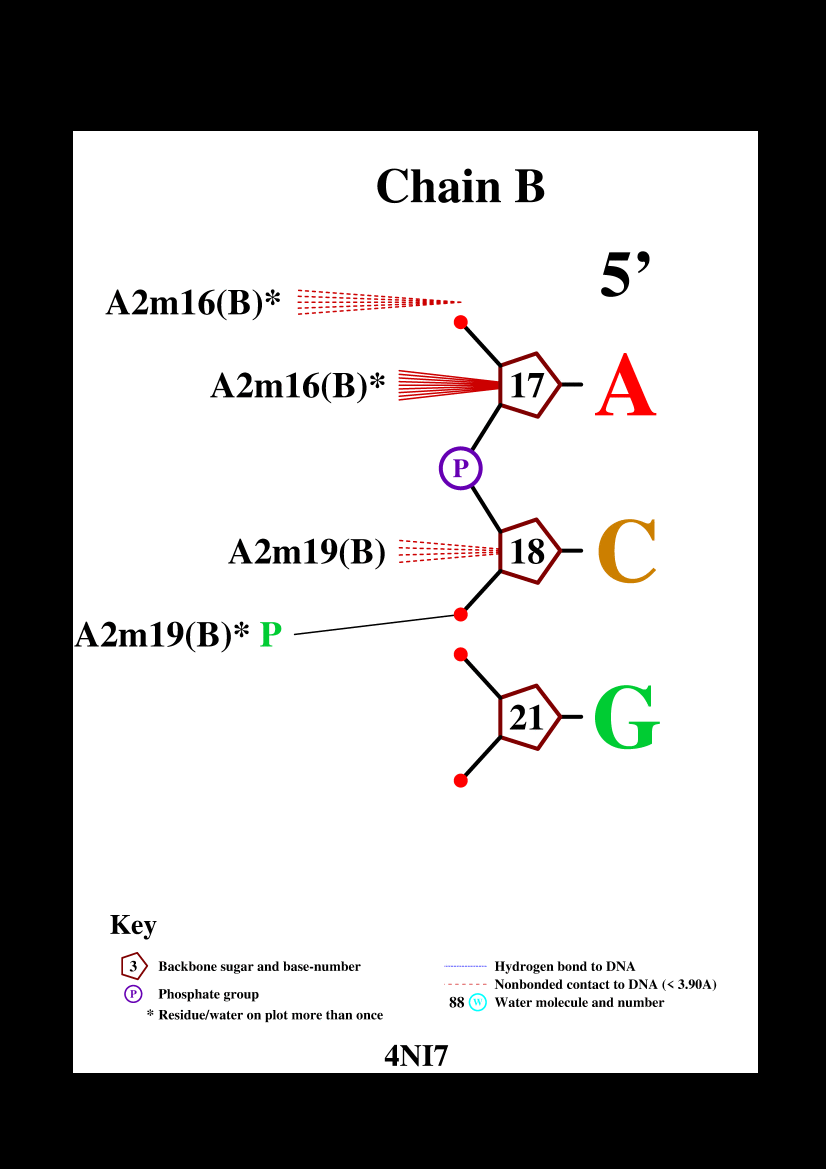 Chain B
5’
A2m16(B)*
A2m16(B)* 17 A
P
A2m19(B) 18 C
A2m19(B)* P
21 G
Key
3 Backbone sugar and base-number
P Phosphate group
* Residue/water on plot more than once
Hydrogen bond to DNA
Nonbonded contact to DNA (< 3.90A)
88 W Water molecule and number
4NI7